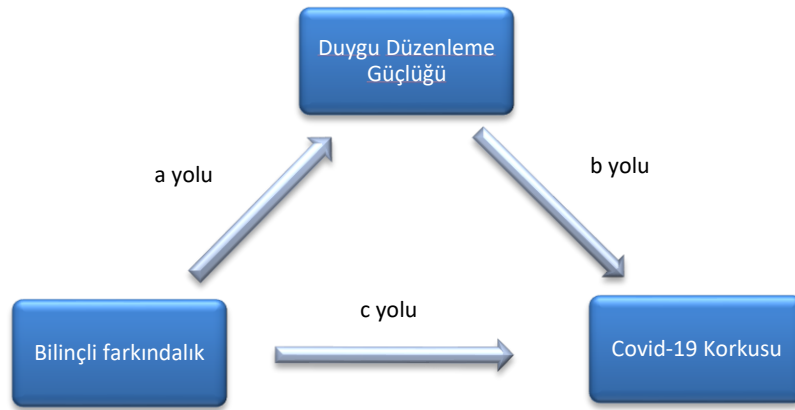 Duygu Düzenleme
Güçlüğü
a yolu
b yolu
c yolu
Bilinçli farkındalık
Covid-19 Korkusu